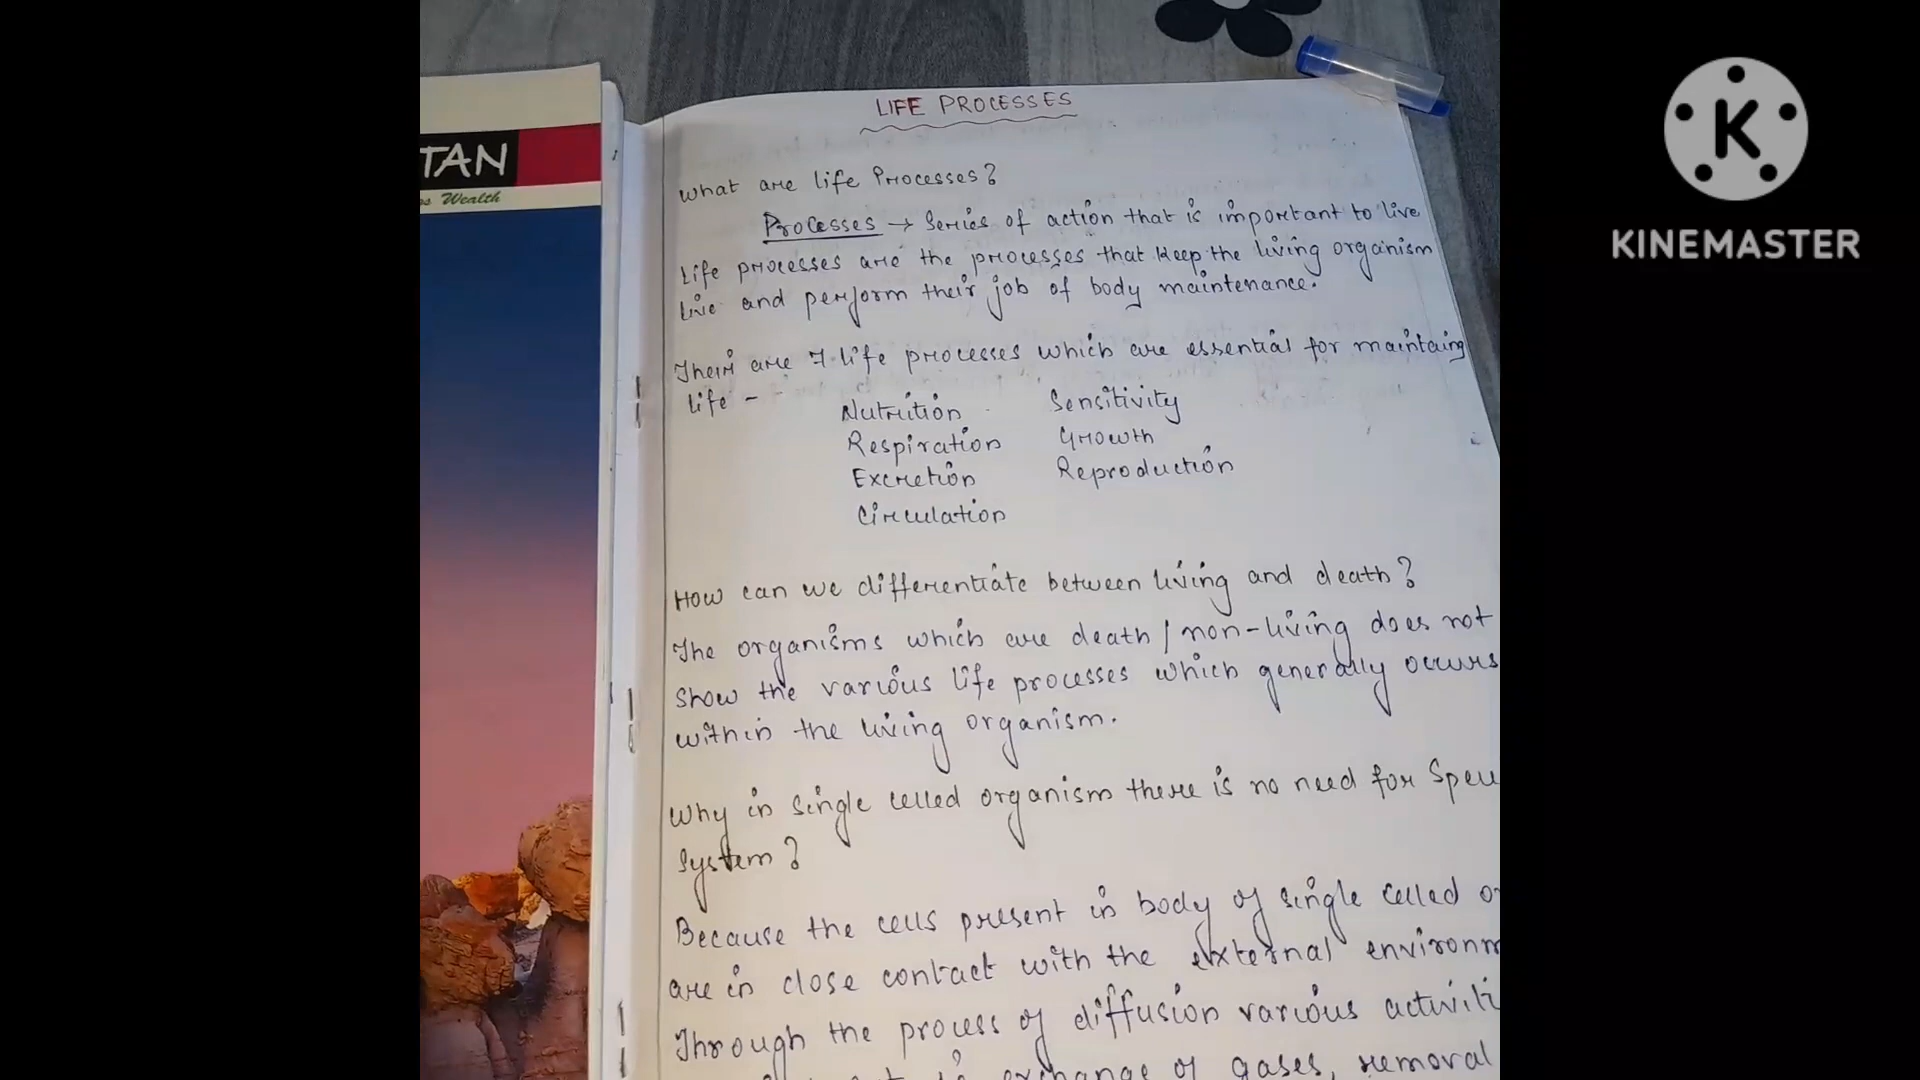 LIFE PROCESSES
What are life Processes?
Processes → Series of action that is important to live
Life processes are the processes that keep the living organism
live and perform their job of body maintenance.
Their are 7 life processes which are essential for maintaing
life -
Nutrition Sensitivity
Respiration Growth
Excretion Reproduction
Circulation
How can we differentiate between living and death?
The organisms which are death / non-living does not
show the various life processes which generally occurs
within the living organism.
Why in single celled organism there is no need for
System?
Because the cells present in body of single celled
are in close contact with the external
Through the process of diffusion various
exchange of gases, removal
TAN
Wealth
K
KINEMASTER